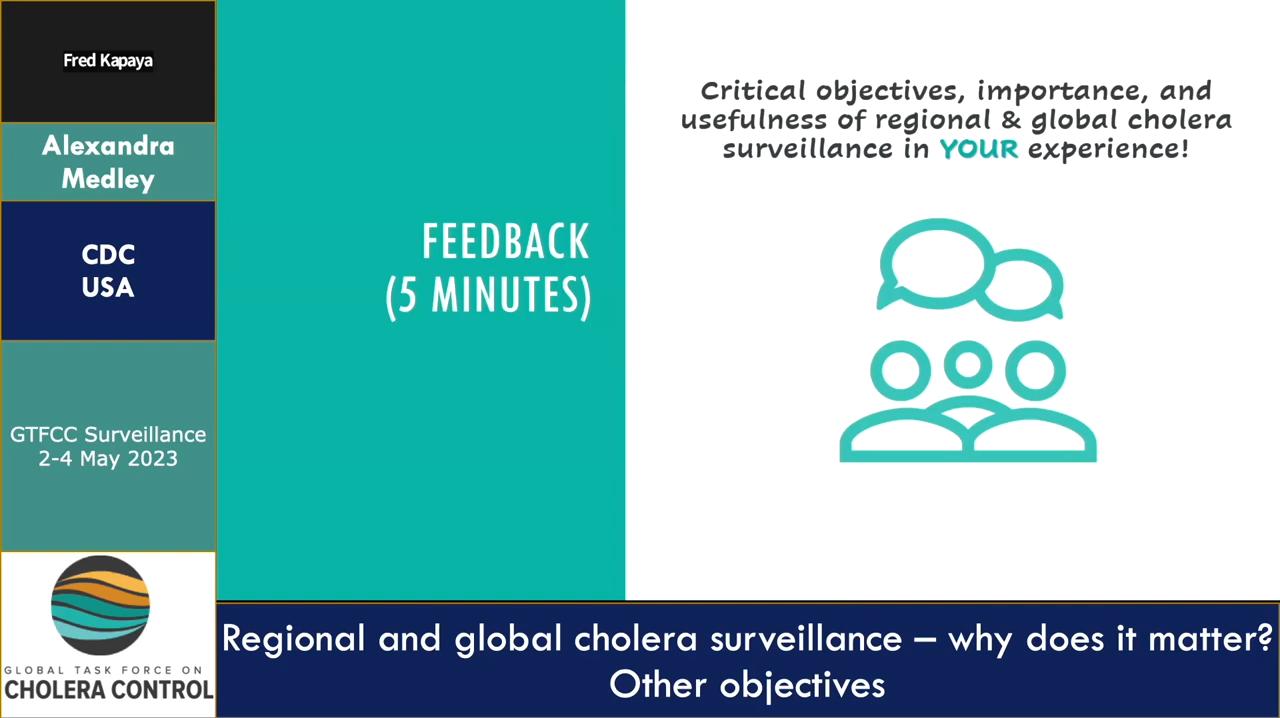 Fred Kapaya
Alexandra
Medley
CDC
USA
GTFCC Surveillance
2-4 May 2023
GLOBAL TASK FORCE ON
CHOLERA CONTROL
FEEDBACK
(5 MINUTES)
Critical objectives, importance, and
usefulness of regional & global cholera
surveillance in YOUR experience!
Regional and global cholera surveillance – why does it matter?
Other objectives